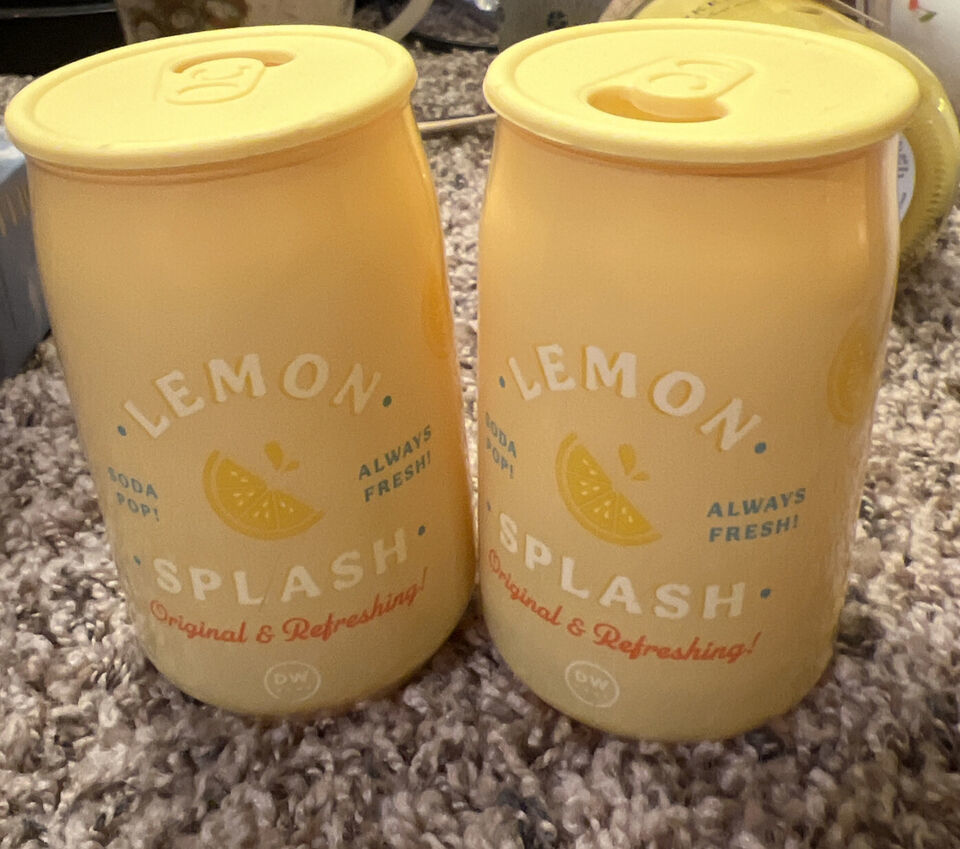 LEMON
SODA
POP!
ALWAYS
FRESH!
SPLASH
Original & Refreshing!
DW
LEMON
SODA
POP!
ALWAYS
FRESH!
SPLASH
Original & Refreshing!
DW